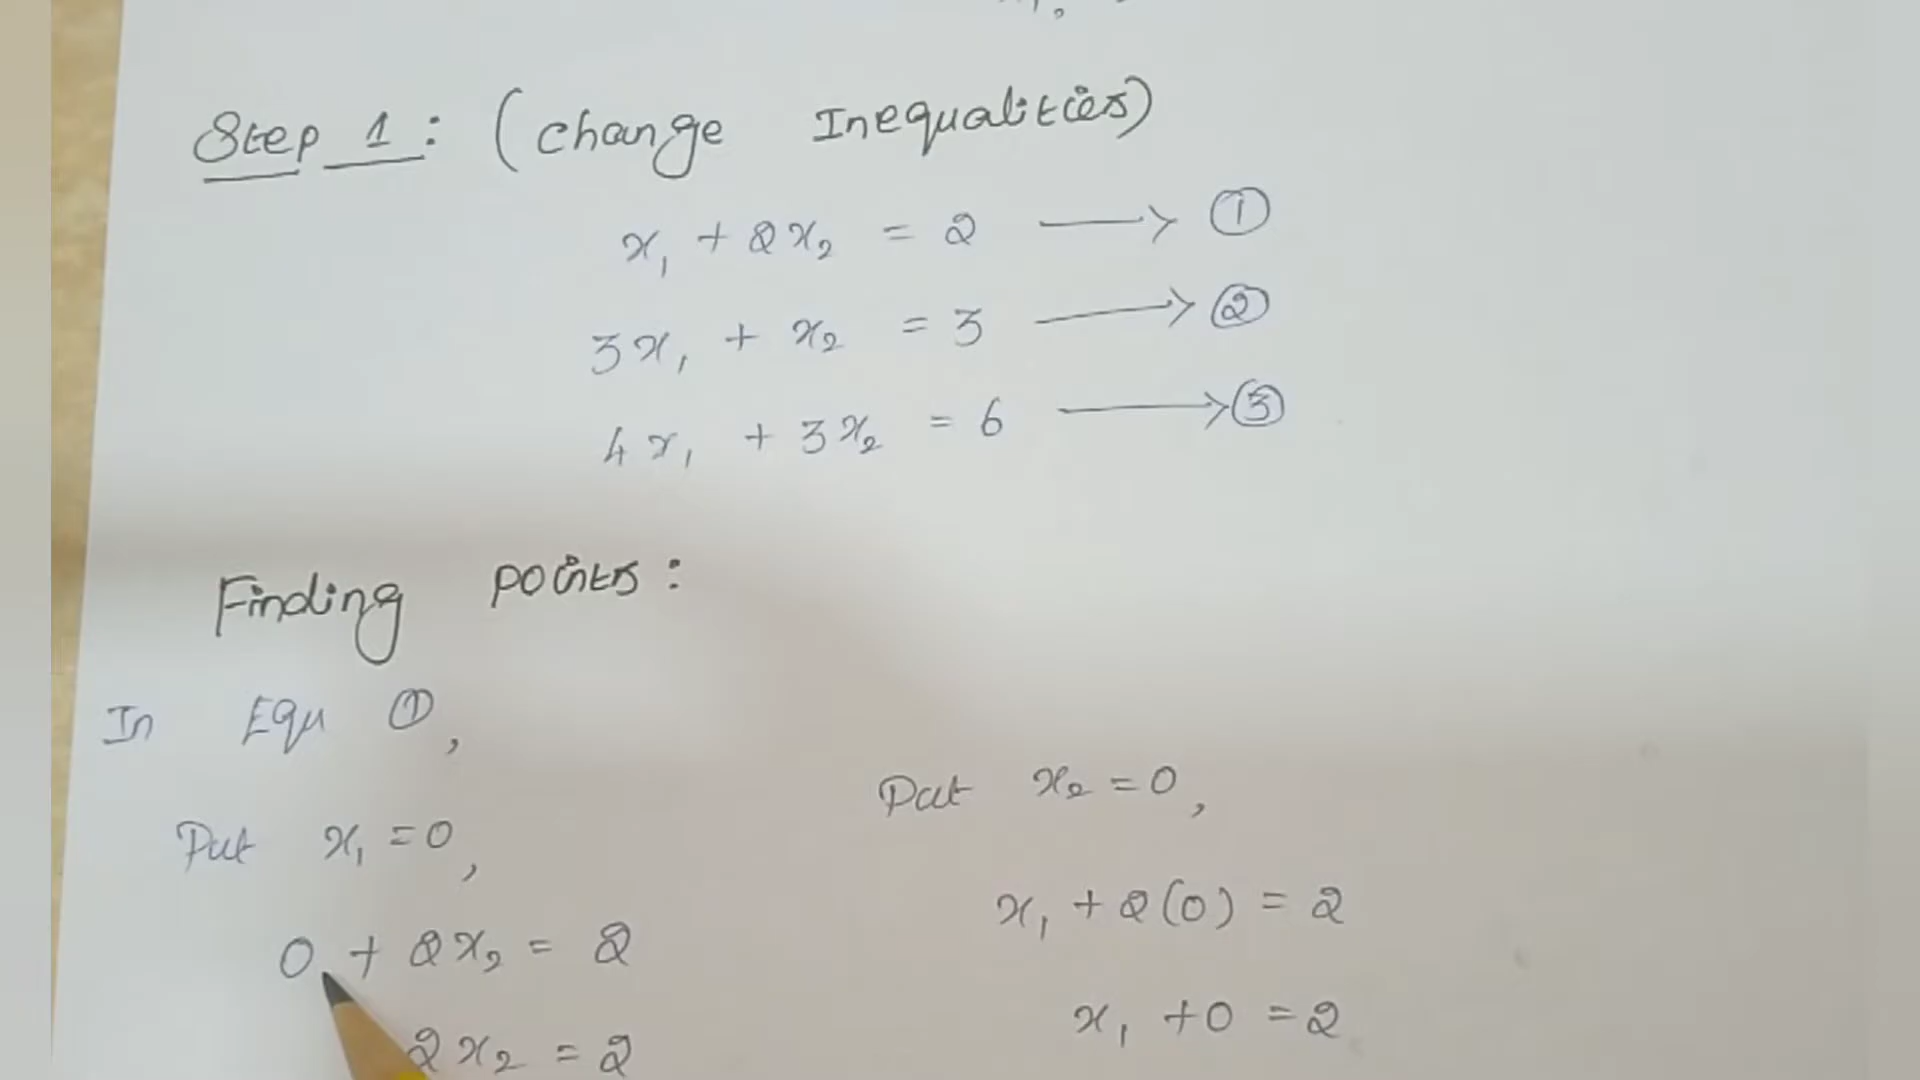 Step 1: (Change Inequalities)
x₁ + 2x₂ = 2 ⟶ ①
3x₁ + x₂ = 3 ⟶ ②
4x₁ + 3x₂ = 6 ⟶ ③
Finding points:
In Equ ①,
Put x₁ = 0,
0 + 2x₂ = 2
2x₂ = 2
Put x₂ = 0,
x₁ + 2(0) = 2
x₁ + 0 = 2